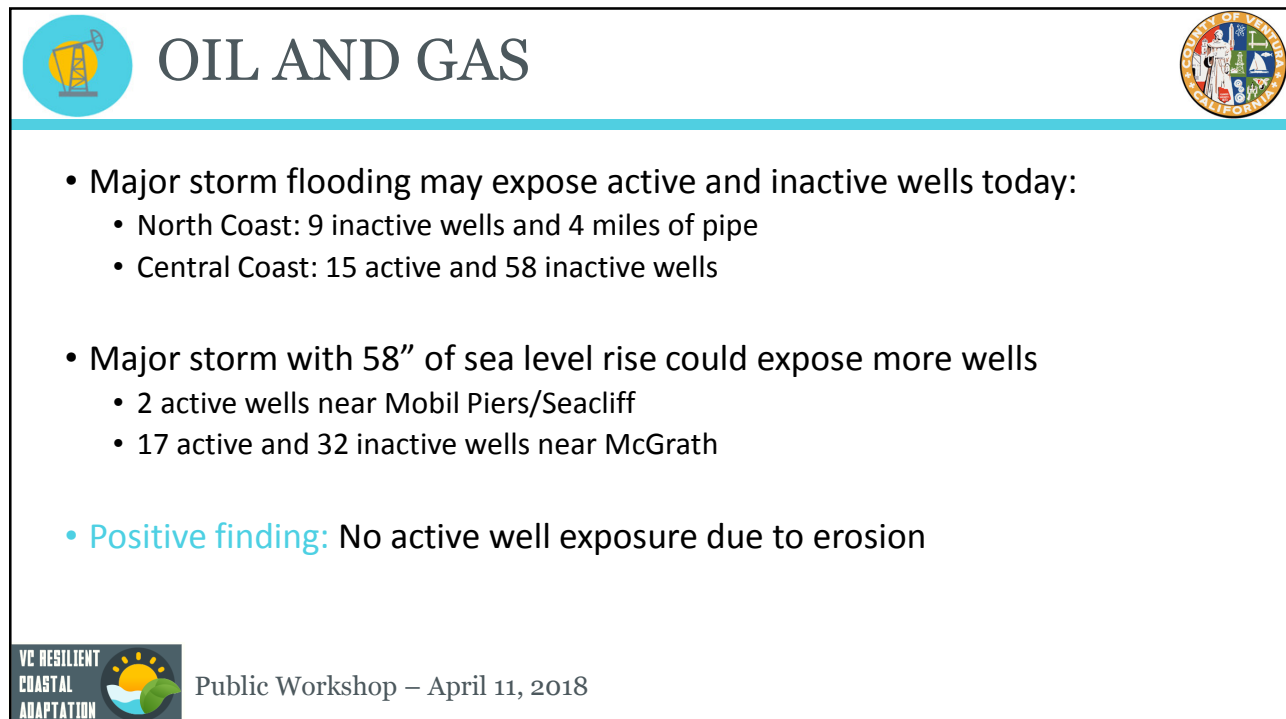 OIL AND GAS
COUNTY OF VENTURA
CALIFORNIA
• Major storm flooding may expose active and inactive wells today:
• North Coast: 9 inactive wells and 4 miles of pipe
• Central Coast: 15 active and 58 inactive wells
• Major storm with 58” of sea level rise could expose more wells
• 2 active wells near Mobil Piers/Seacliff
• 17 active and 32 inactive wells near McGrath
• Positive finding: No active well exposure due to erosion
VC RESILIENT
COASTAL
ADAPTATION
Public Workshop – April 11, 2018